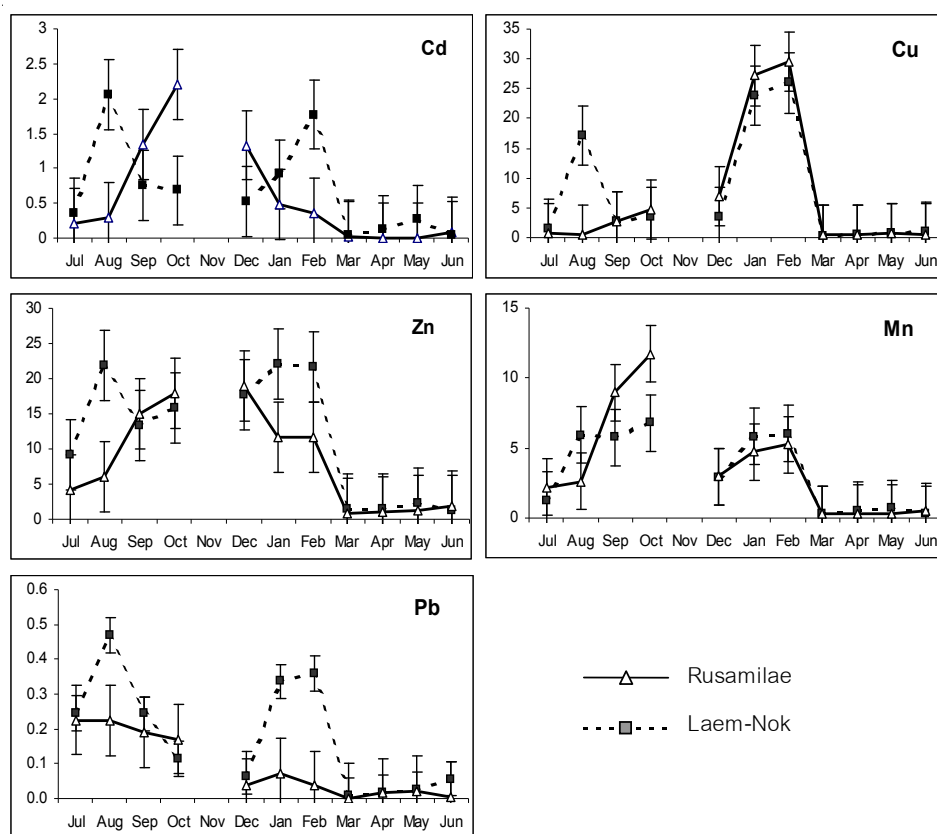 Cd
3
2.5
2
1.5
1
0.5
0
Jul Aug Sep Oct Nov Dec Jan Feb Mar Apr May Jun
Cu
35
30
25
20
15
10
5
0
Jul Aug Sep Oct Nov Dec Jan Feb Mar Apr May Jun
Zn
30
25
20
15
10
5
0
Jul Aug Sep Oct Nov Dec Jan Feb Mar Apr May Jun
Mn
15
10
5
0
Jul Aug Sep Oct Nov Dec Jan Feb Mar Apr May Jun
Pb
0.6
0.5
0.4
0.3
0.2
0.1
0.0
Jul Aug Sep Oct Nov Dec Jan Feb Mar Apr May Jun
Rusamilae
Laem-Nok